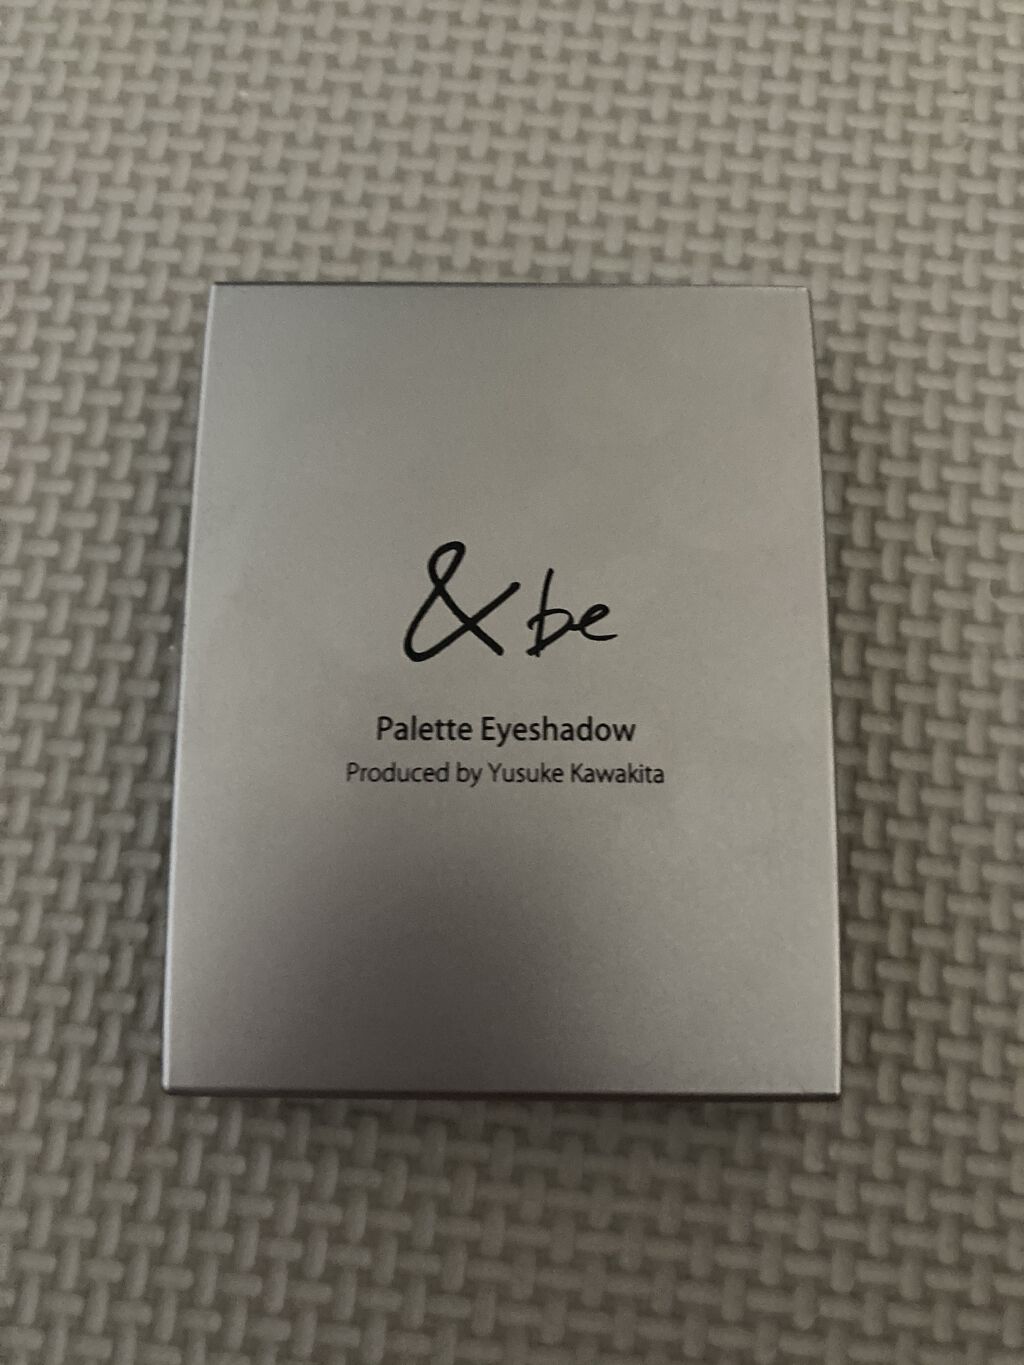 & be
Palette Eyeshadow
Produced by Yusuke Kawakita